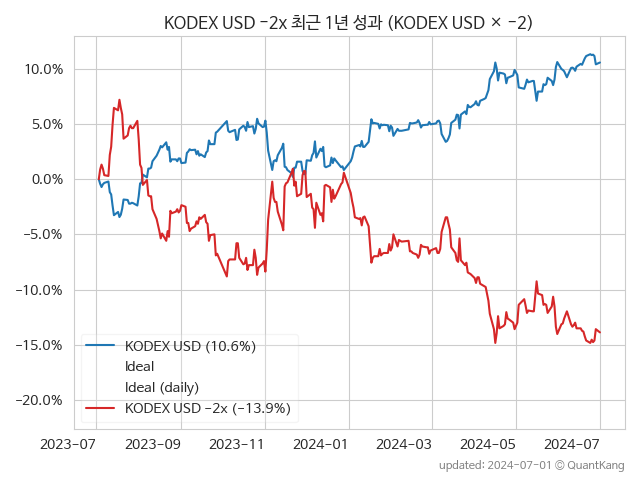 KODEX USD −2x 최근 1년 성과 (KODEX USD × −2)
10.0%
5.0%
0.0%
−5.0%
−10.0%
−15.0%
−20.0%
KODEX USD (10.6%)
Ideal
Ideal (daily)
KODEX USD −2x (−13.9%)
2023-07 2023-09 2023-11 2024-01 2024-03 2024-05 2024-07
updated: 2024-07-01 © QuantKang